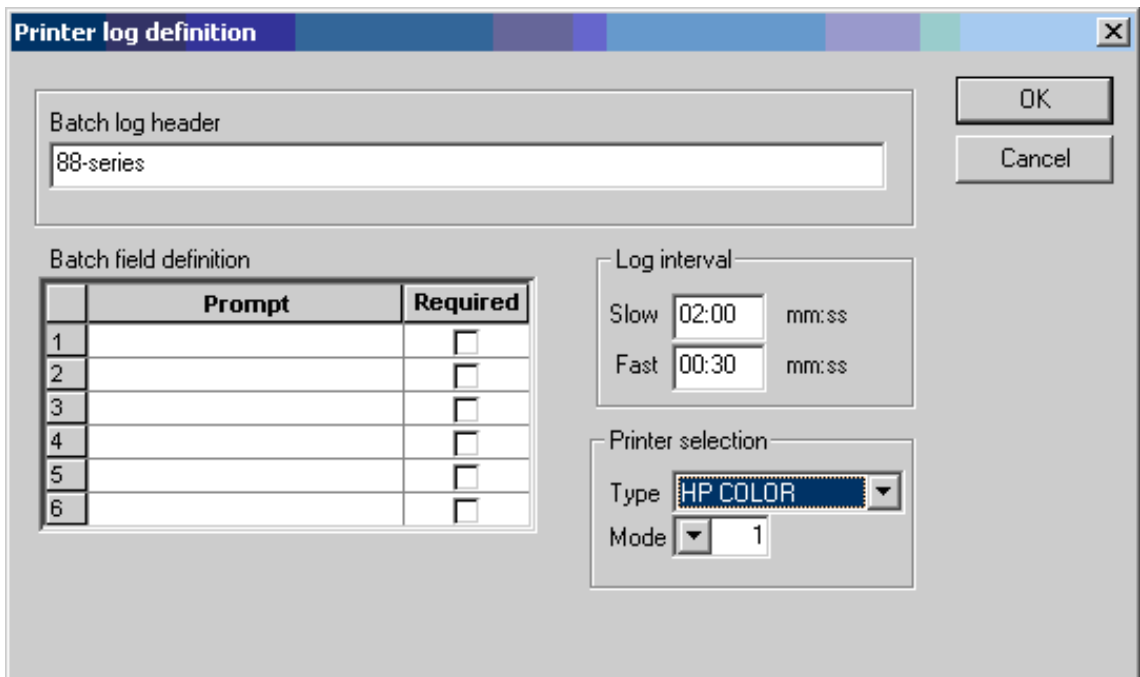 Printer log definition
OK
Cancel
Batch log header
88-series
Batch field definition
Prompt Required
1
2
3
4
5
6
Log interval
Slow 02:00 mm:ss
Fast 00:30 mm:ss
Printer selection
Type HP COLOR
Mode 1